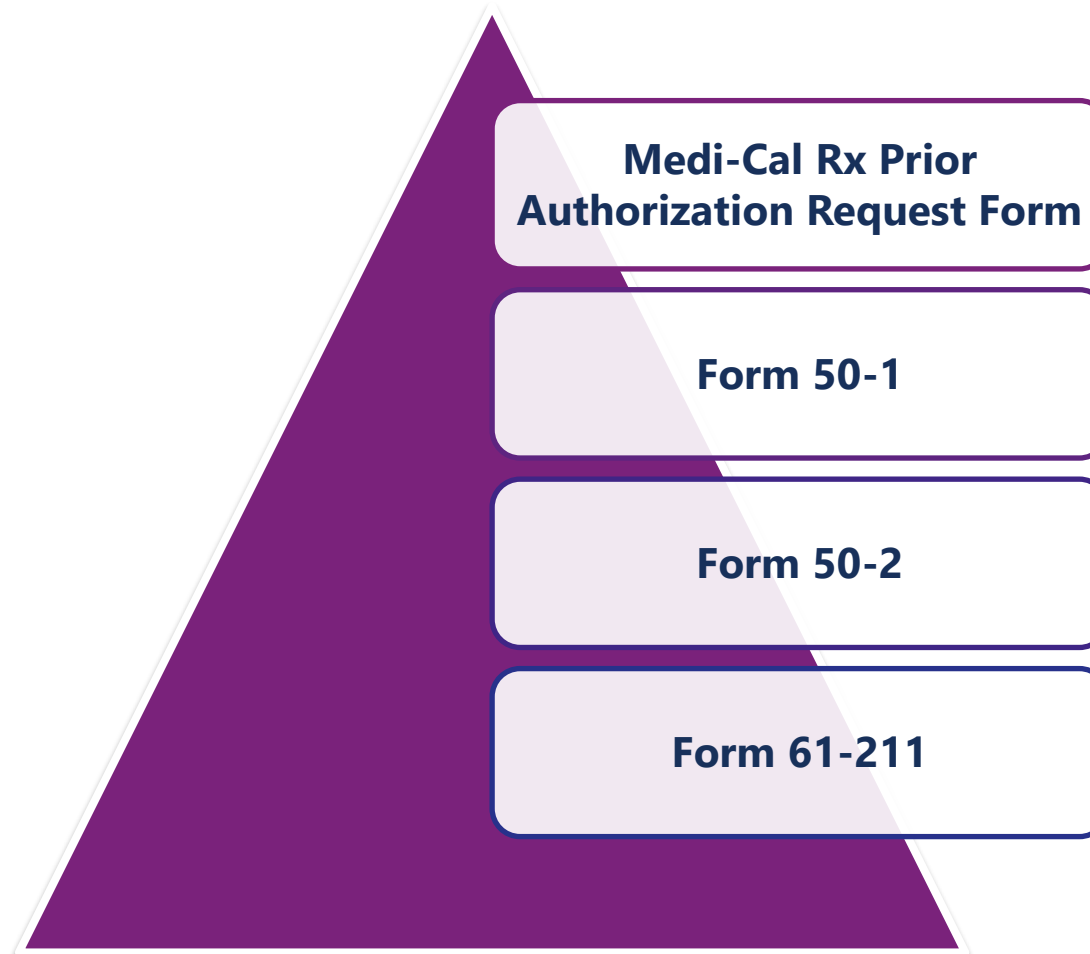 Medi-Cal Rx Prior
Authorization Request Form
Form 50-1
Form 50-2
Form 61-211